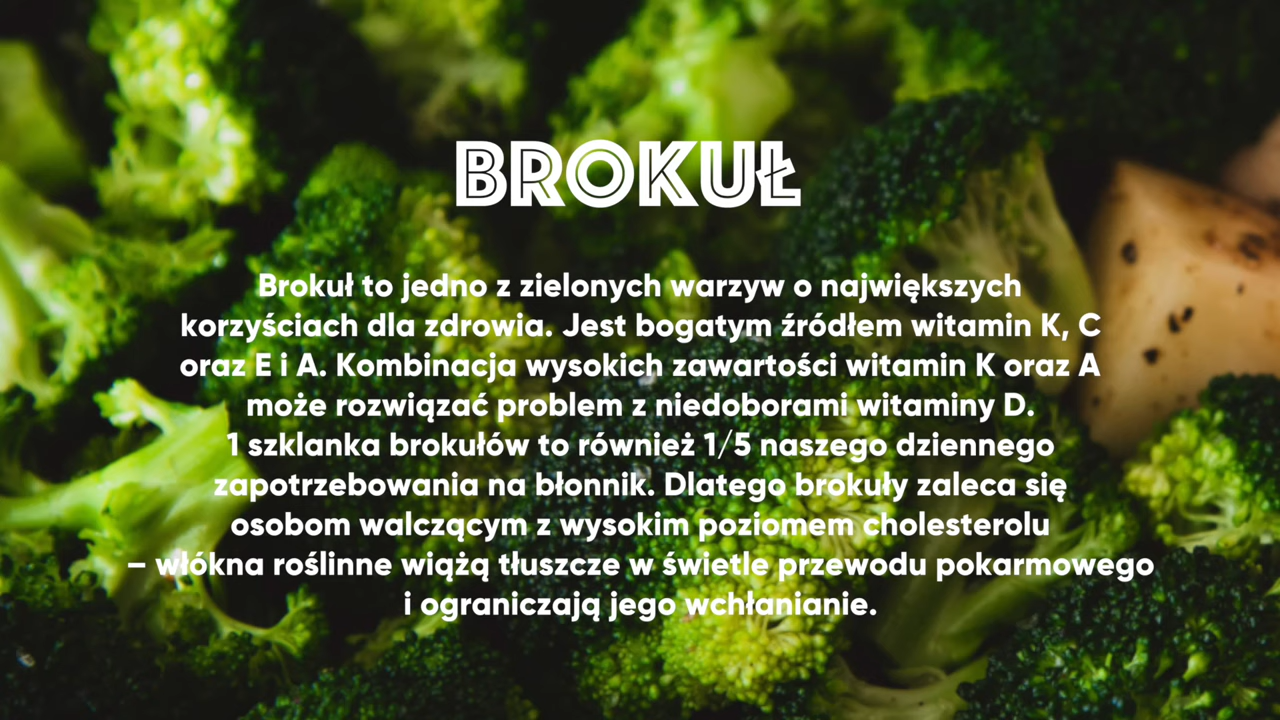 BROKUŁ
Brokuł to jedno z zielonych warzyw o największych
korzyściach dla zdrowia. Jest bogatym źródłem witamin K, C
oraz E i A. Kombinacja wysokich zawartości witamin K oraz A
może rozwiązać problem z niedoborami witaminy D.
1 szklanka brokułów to również 1/5 naszego dziennego
zapotrzebowania na błonnik. Dlatego brokuły zaleca się
osobom walczącym z wysokim poziomem cholesterolu
– włókna roślinne wiążą tłuszcze w świetle przewodu pokarmowego
i ograniczają jego wchłanianie.